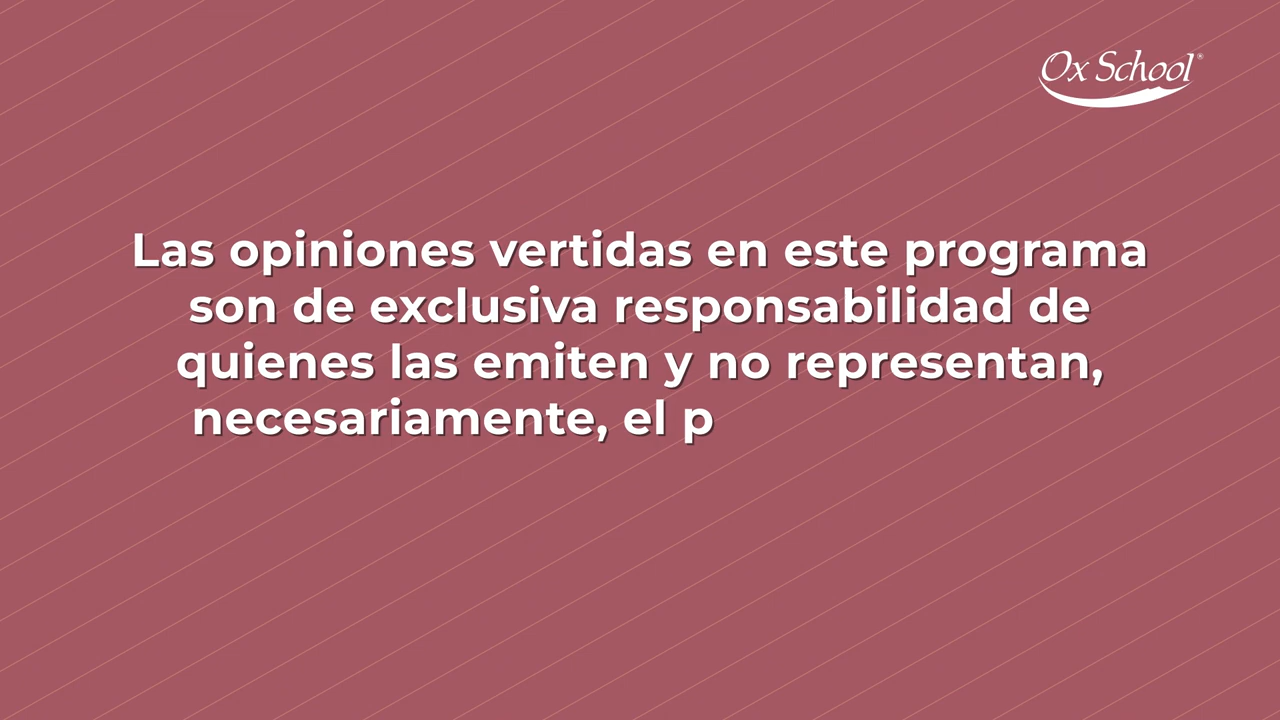 Ox School®
Las opiniones vertidas en este programa
son de exclusiva responsabilidad de
quienes las emiten y no representan,
necesariamente, el p